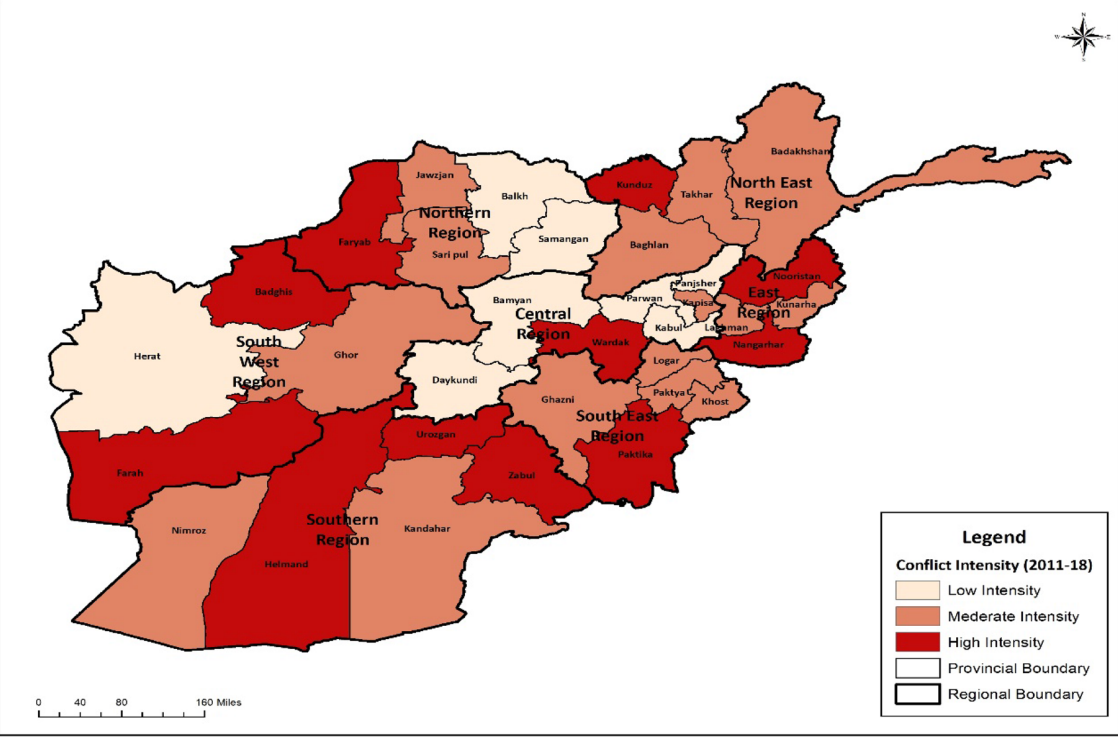 N
W
E
S
Badakhshan
Jawzjan
Kunduz
Takhar
North East
Region
Balkh
Northern
Region
Samangan
Faryab
Sari pul
Baghlan
Nooristan
Panjsher
Badghis
East
Region
Kunarha
Bamyan
Parwan
Kapisa
Central
Region
Kabul
Laghman
Wardak
Nangarhar
South
West
Region
Herat
Ghor
Logar
Daykundi
Paktya
Khost
Ghazni
South East
Region
Urozgan
Paktika
Farah
Zabul
Southern
Region
Nimroz
Kandahar
Helmand
Legend
Conflict Intensity (2011-18)
Low Intensity
Mederate Intensity
High Intensity
Provincial Boundary
Regional Boundary
0 40 80 160 Miles